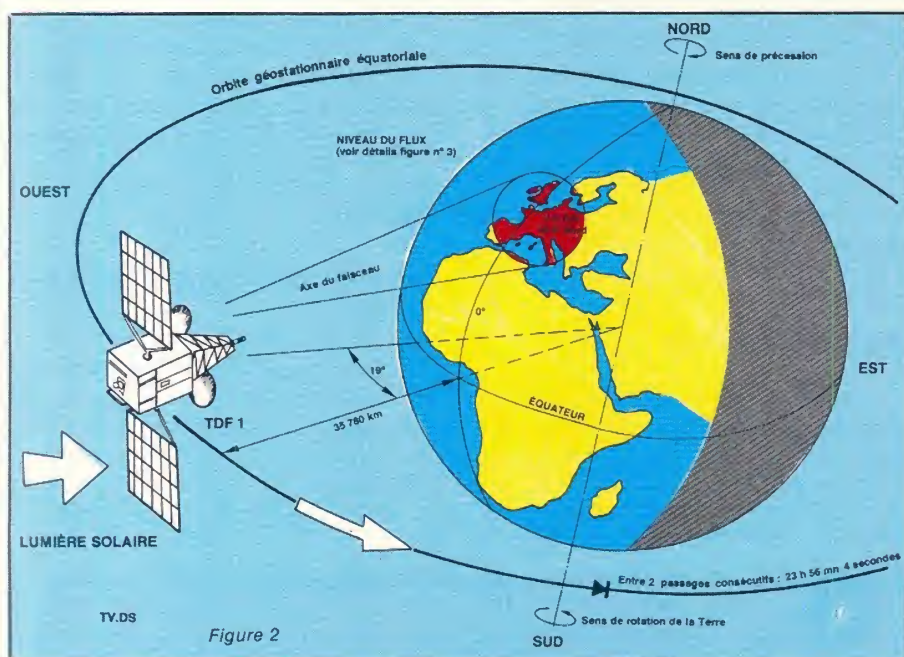 NORD
Sens de précession
Orbite géostationnaire équatoriale
NIVEAU DU FLUX
(voir détails figure n° 3)
OUEST
Axe du faisceau
0°
19°
EST
ÉQUATEUR
35 780 km
TDF 1
LUMIÈRE SOLAIRE
Entre 2 passages consécutifs : 23 h 56 mn 4 secondes
TV.DS
Figure 2
Sens de rotation de la Terre
SUD